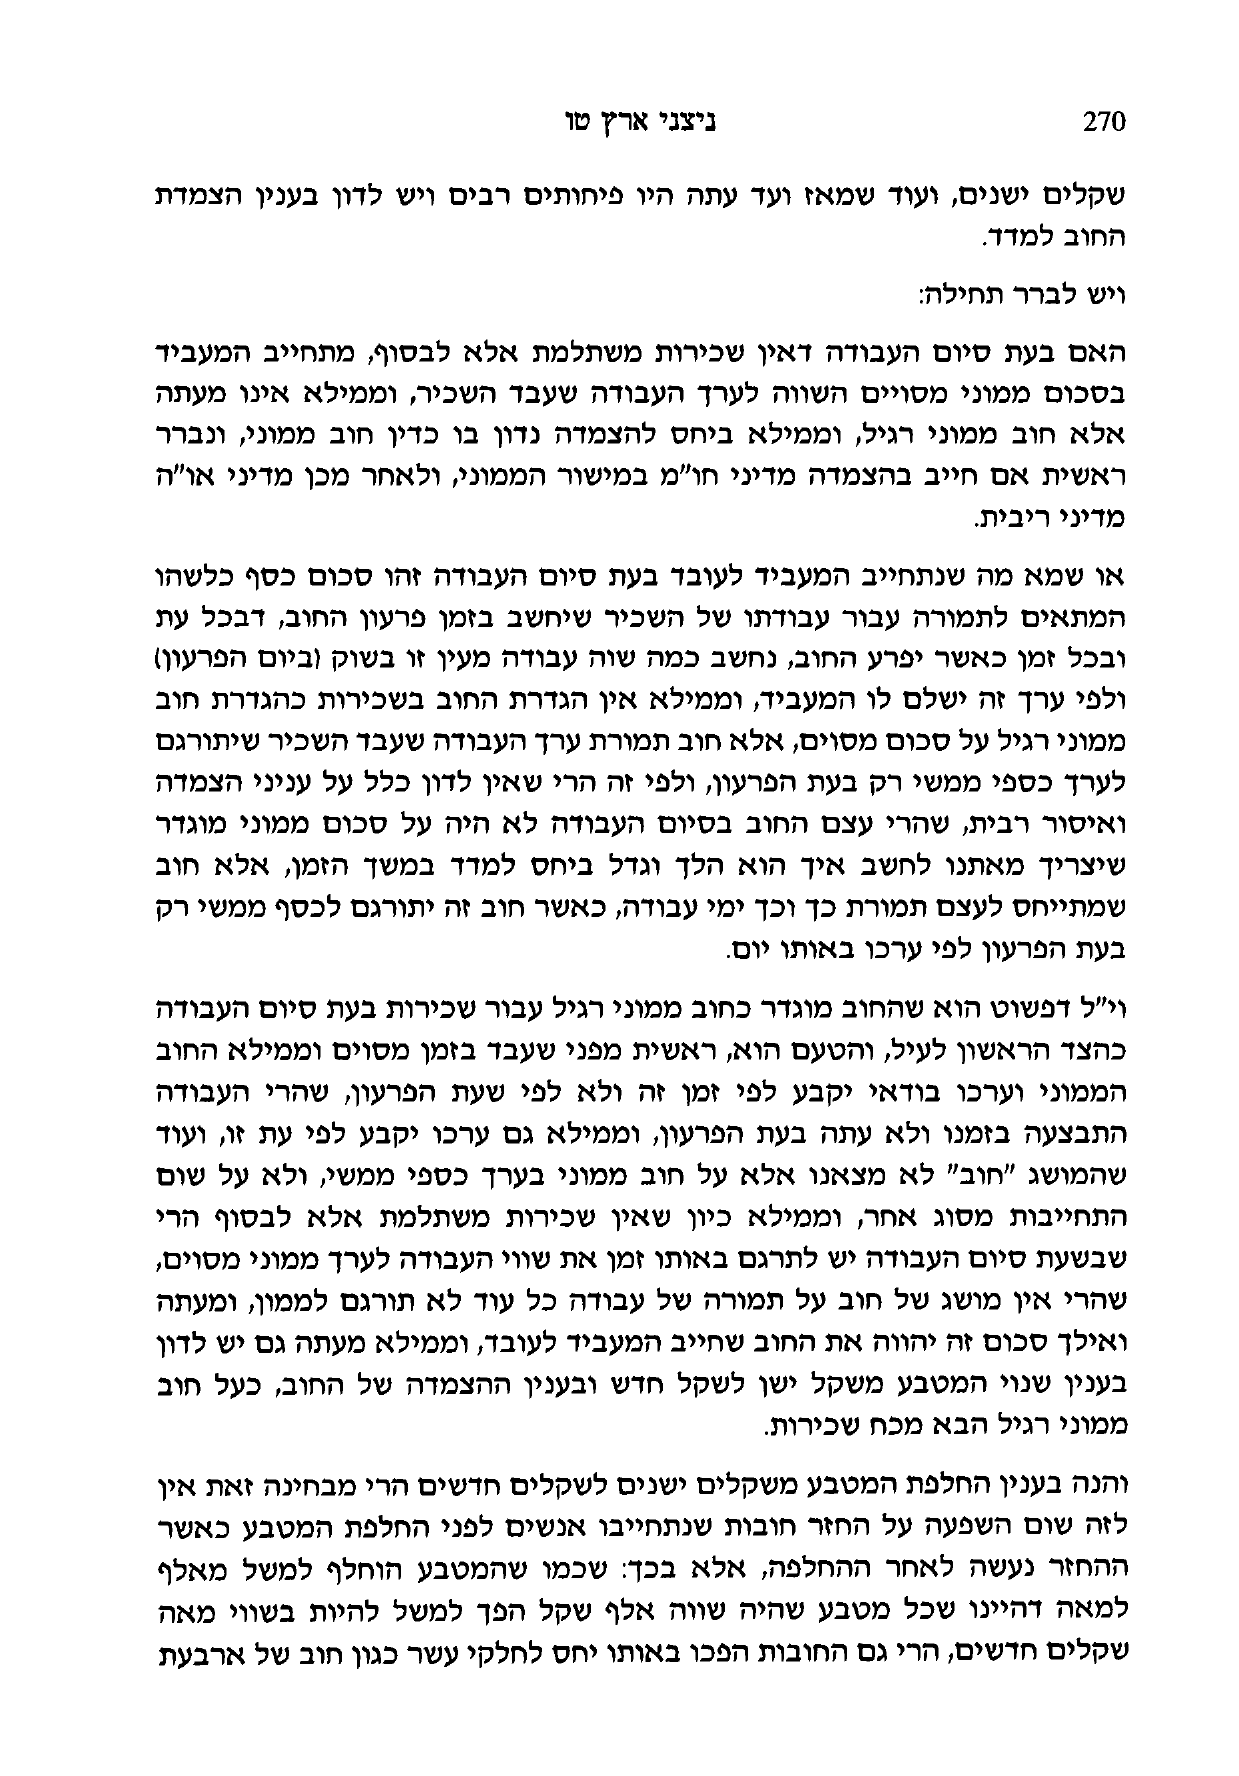 270
ניצני ארץ טו
שקלים ישנים, ועוד שמאז ועד עתה היו פיחותים רבים ויש לדון בענין הצמדת
החוב למדד.
ויש לברר תחילה:
האם בעת סיום העבודה דאין שכירות משתלמת אלא לבסוף, מתחייב המעביד
בסכום ממוני מסויים השווה לערך העבודה שעבד השכיר, וממילא אינו מעתה
אלא חוב ממוני רגיל, וממילא ביחס להצמדה נדון בו כדין חוב ממוני, ונברר
ראשית אם חייב בהצמדה מדיני חו"מ במישור הממוני, ולאחר מכן מדיני או"ה
מדיני ריבית.
או שמא מה שנתחייב המעביד לעובד בעת סיום העבודה זהו סכום כסף כלשהו
המתאים לתמורה עבור עבודתו של השכיר שיחשב בזמן פרעון החוב, דבכל עת
ובכל זמן כאשר יפרע החוב, נחשב כמה שוה עבודה מעין זו בשוק (ביום הפרעון)
ולפי ערך זה ישלם לו המעביד, וממילא אין הגדרת החוב בשכירות כהגדרת חוב
ממוני רגיל על סכום מסוים, אלא חוב תמורת ערך העבודה שעבד השכיר שיתורגם
לערך כספי ממשי רק בעת הפרעון, ולפי זה הרי שאין לדון כלל על עניני הצמדה
ואיסור רבית, שהרי עצם החוב בסיום העבודה לא היה על סכום ממוני מוגדר
שיצריך מאתנו לחשב איך הוא הלך וגדל ביחס למדד במשך הזמן, אלא חוב
שמתייחס לעצם תמורת כך וכך ימי עבודה, כאשר חוב זה יתורגם לכסף ממשי רק
בעת הפרעון לפי ערכו באותו יום.
וי"ל דפשוט הוא שהחוב מוגדר כחוב ממוני רגיל עבור שכירות בעת סיום העבודה
כהצד הראשון לעיל, והטעם הוא, ראשית מפני שעבד בזמן מסוים וממילא החוב
הממוני וערכו בודאי יקבע לפי זמן זה ולא לפי שעת הפרעון, שהרי העבודה
התבצעה בזמנו ולא עתה בעת הפרעון, וממילא גם ערכו יקבע לפי עת זו, ועוד
שהמושג "חוב" לא מצאנו אלא על חוב ממוני בערך כספי ממשי, ולא על שום
התחייבות מסוג אחר, וממילא כיון שאין שכירות משתלמת אלא לבסוף הרי
שבשעת סיום העבודה יש לתרגם באותו זמן את שווי העבודה לערך ממוני מסוים,
שהרי אין מושג של חוב על תמורה של עבודה כל עוד לא תורגם לממון, ומעתה
ואילך סכום זה יהווה את החוב שחייב המעביד לעובד, וממילא מעתה גם יש לדון
בענין שנוי המטבע משקל ישן לשקל חדש ובענין ההצמדה של החוב, כעל חוב
ממוני רגיל הבא מכח שכירות.
והנה בענין החלפת המטבע משקלים ישנים לשקלים חדשים הרי מבחינה זאת אין
לזה שום השפעה על החזר חובות שנתחייבו אנשים לפני החלפת המטבע כאשר
ההחזר נעשה לאחר ההחלפה, אלא בכך: שכמו שהמטבע הוחלף למשל מאלף
למאה דהיינו שכל מטבע שהיה שווה אלף שקל הפך למשל להיות בשווי מאה
שקלים חדשים, הרי גם החובות הפכו באותו יחס לחלקי עשר כגון חוב של ארבעת